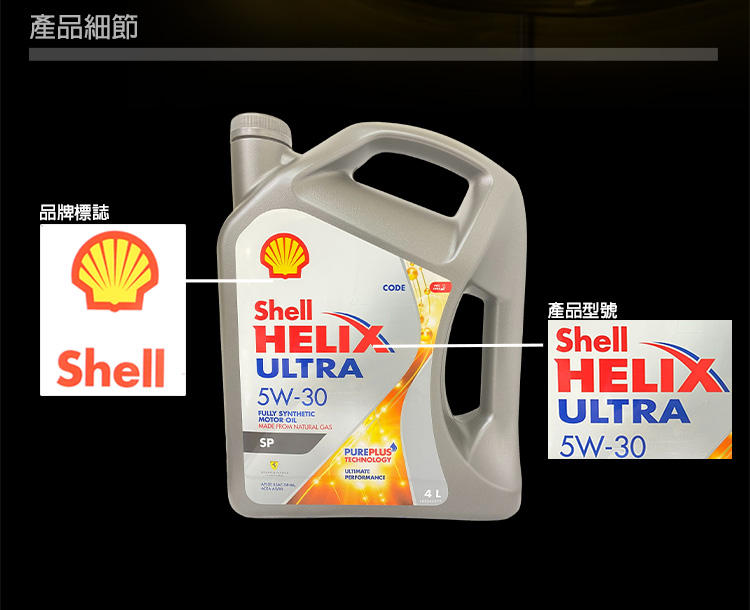 產品細節
品牌標誌
Shell
CODE
Shell
HELIX
ULTRA
5W-30
FULLY SYNTHETIC
MOTOR OIL
MADE FROM NATURAL GAS
SP
PUREPLUS
TECHNOLOGY
ULTIMATE
PERFORMANCE
4 L
產品型號
Shell
HELIX
ULTRA
5W-30